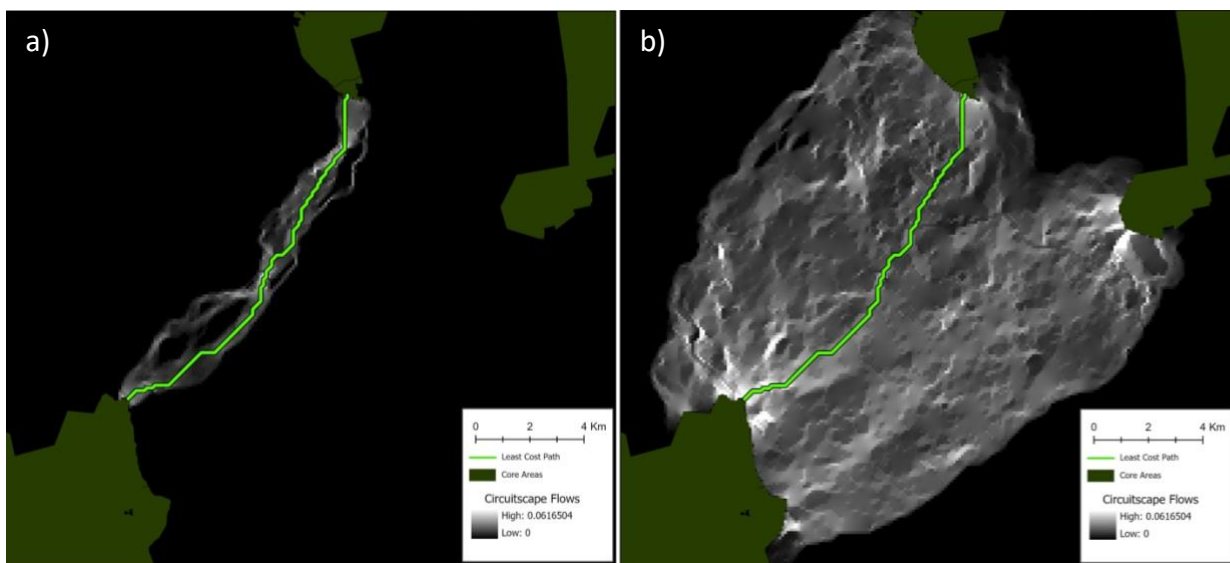 a)
0 2 4 Km
Least Cost Path
Core Areas
Circuitscape Flows
High: 0.0616504
Low: 0
b)
0 2 4 Km
Least Cost Path
Core Areas
Circuitscape Flows
High: 0.0616504
Low: 0